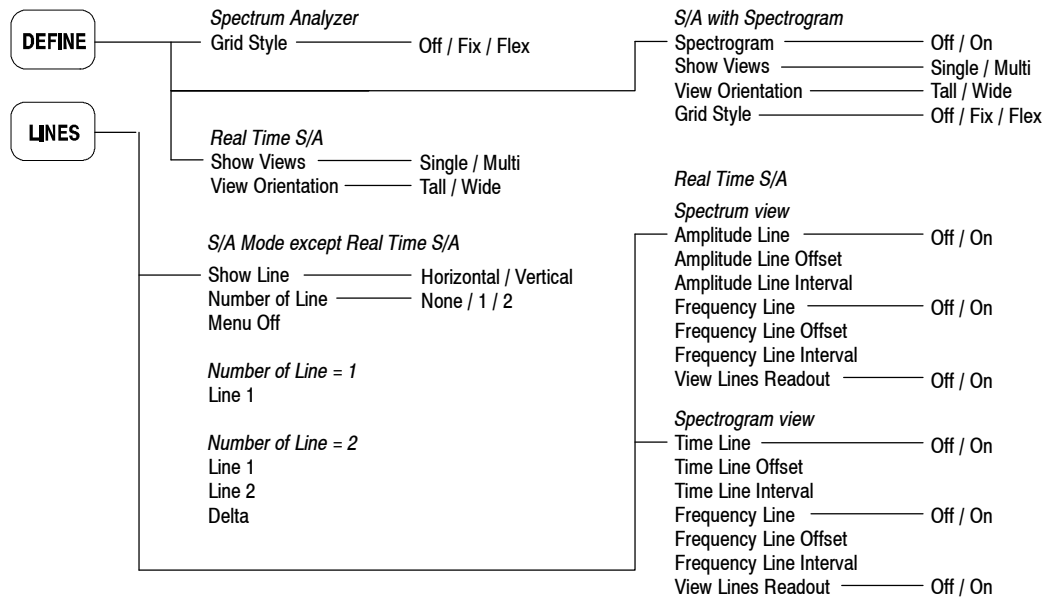 DEFINE
Spectrum Analyzer
Grid Style Off / Fix / Flex
Real Time S/A
Show Views Single / Multi
View Orientation Tall / Wide
S/A with Spectrogram
Spectrogram Off / On
Show Views Single / Multi
View Orientation Tall / Wide
Grid Style Off / Fix / Flex
LINES
S/A Mode except Real Time S/A
Show Line Horizontal / Vertical
Number of Line None / 1 / 2
Menu Off
Number of Line = 1
Line 1
Number of Line = 2
Line 1
Line 2
Delta
Real Time S/A
Spectrum view
Amplitude Line Off / On
Amplitude Line Offset
Amplitude Line Interval
Frequency Line Off / On
Frequency Line Offset
Frequency Line Interval
View Lines Readout Off / On
Spectrogram view
Time Line Off / On
Time Line Offset
Time Line Interval
Frequency Line Off / On
Frequency Line Offset
Frequency Line Interval
View Lines Readout Off / On